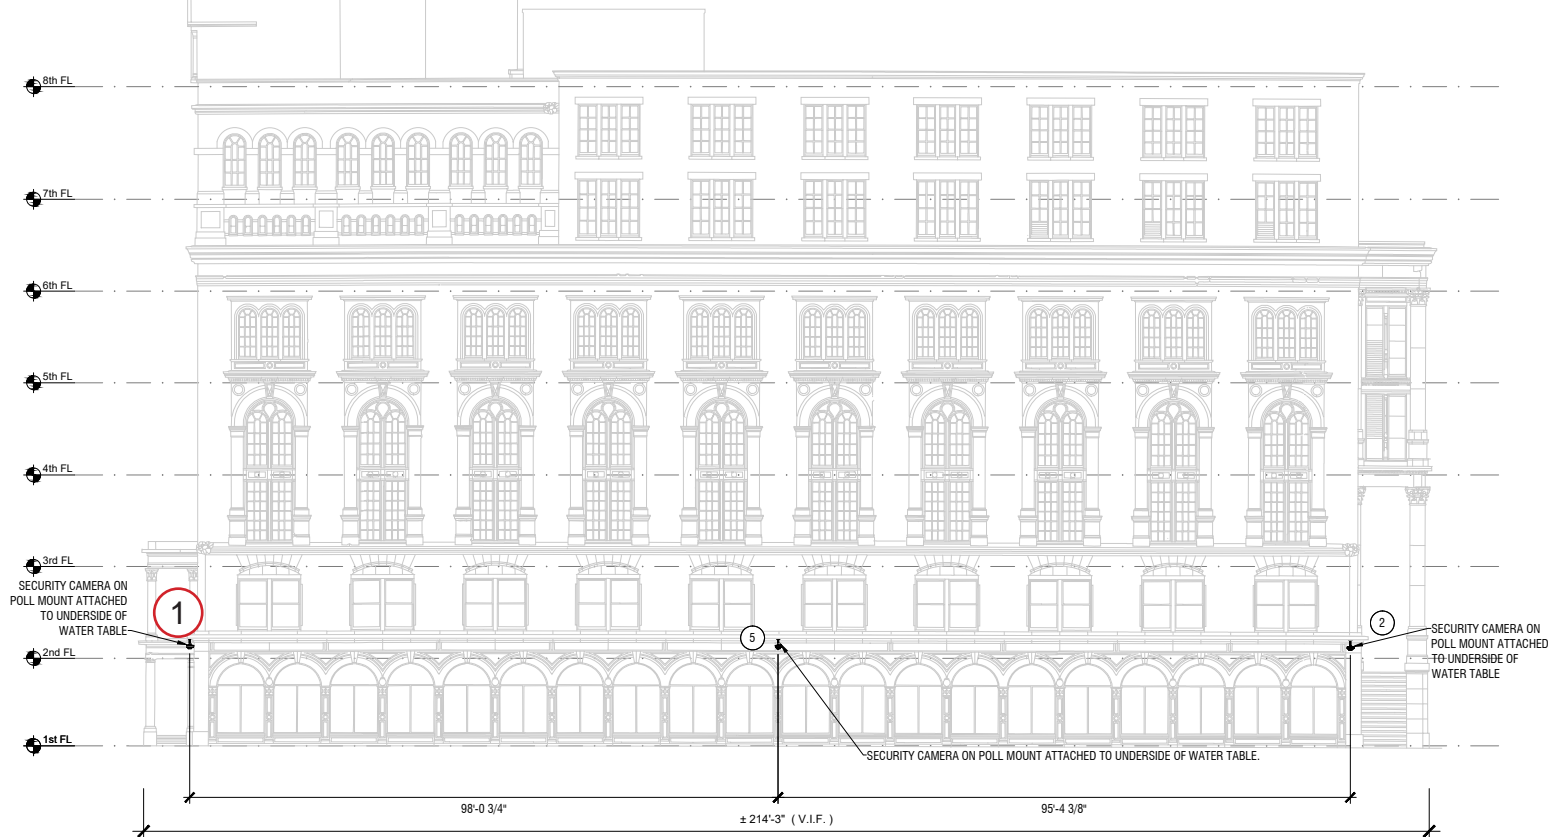 8th FL
7th FL
6th FL
5th FL
4th FL
3rd FL
SECURITY CAMERA ON
POLL MOUNT ATTACHED
TO UNDERSIDE OF
WATER TABLE
1
5
2
SECURITY CAMERA ON
POLL MOUNT ATTACHED
TO UNDERSIDE OF
WATER TABLE
2nd FL
1st FL
SECURITY CAMERA ON POLL MOUNT ATTACHED TO UNDERSIDE OF WATER TABLE.
98'-0 3/4"
95'-4 3/8"
± 214'-3" ( V.I.F. )